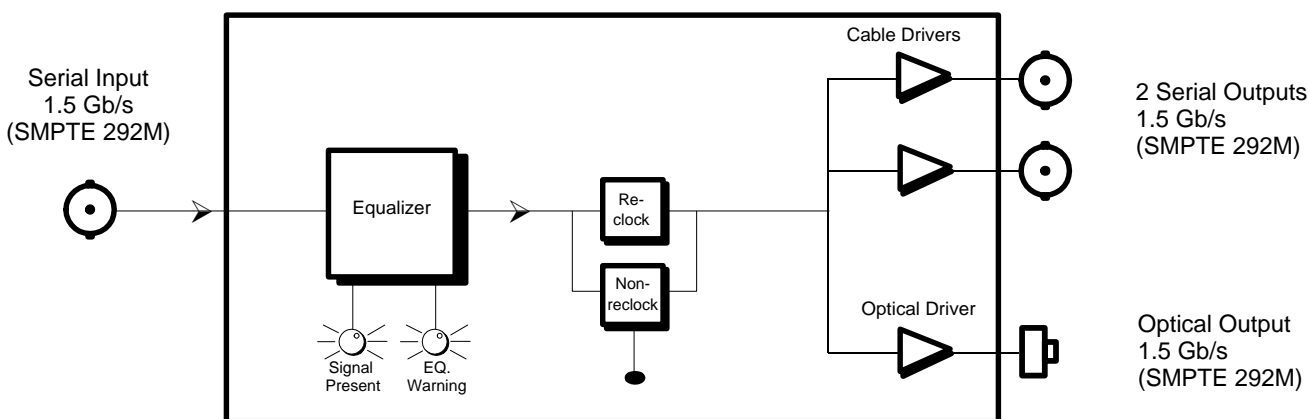 Serial Input
1.5 Gb/s
(SMPTE 292M)
Equalizer
Signal
Present
EQ.
Warning
Re-
clock
Non-
reclock
Cable Drivers
Optical Driver
2 Serial Outputs
1.5 Gb/s
(SMPTE 292M)
Optical Output
1.5 Gb/s
(SMPTE 292M)